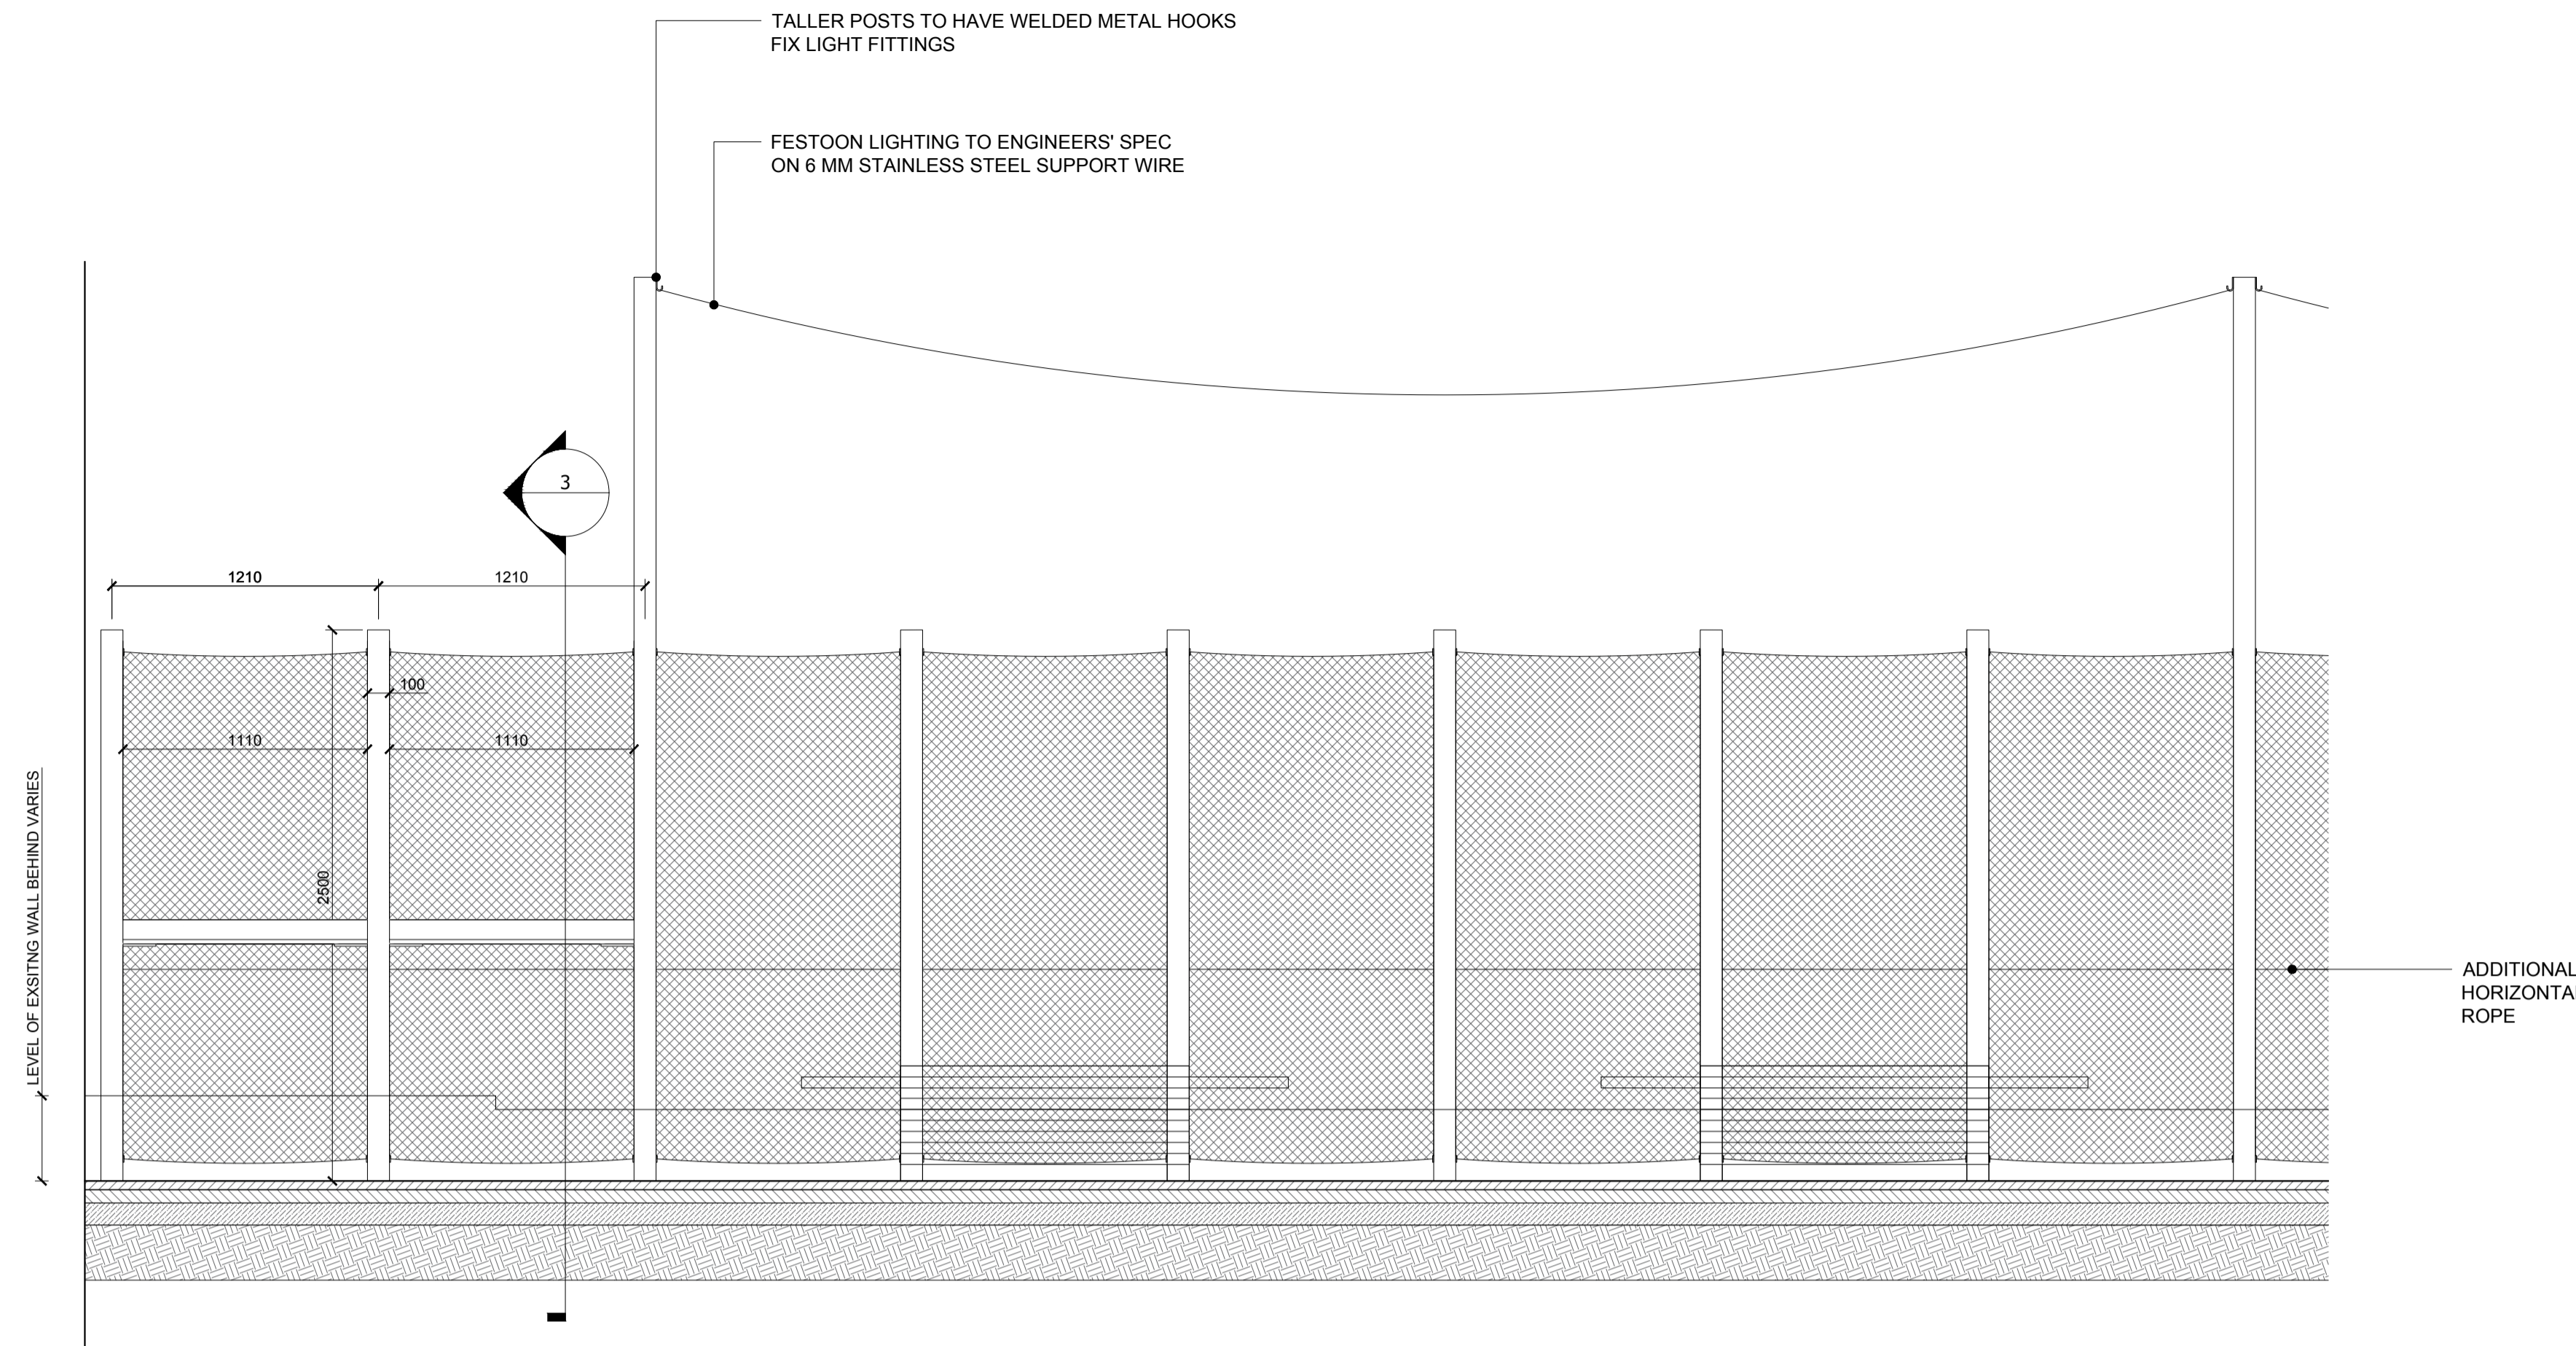 TALLER POSTS TO HAVE WELDED METAL HOOKS
FIX LIGHT FITTINGS
FESTOON LIGHTING TO ENGINEERS' SPEC
ON 6 MM STAINLESS STEEL SUPPORT WIRE
3
1210
1210
100
1110
1110
2500
LEVEL OF EXSITNG WALL BEHIND VARIES
ADDITIONAL
HORIZONTA
ROPE